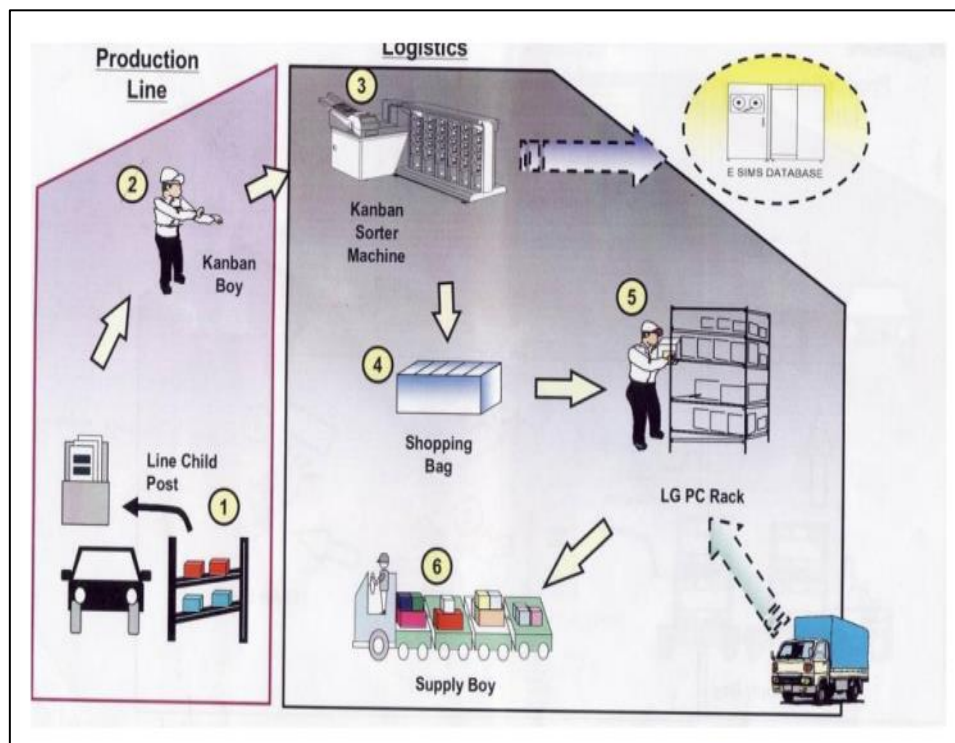 Production
Line
Logistics
3
E SIMS DATABASE
2
Kanban
Boy
Kanban
Sorter
Machine
5
4
Shopping
Bag
Line Child
Post
1
LG PC Rack
6
Supply Boy